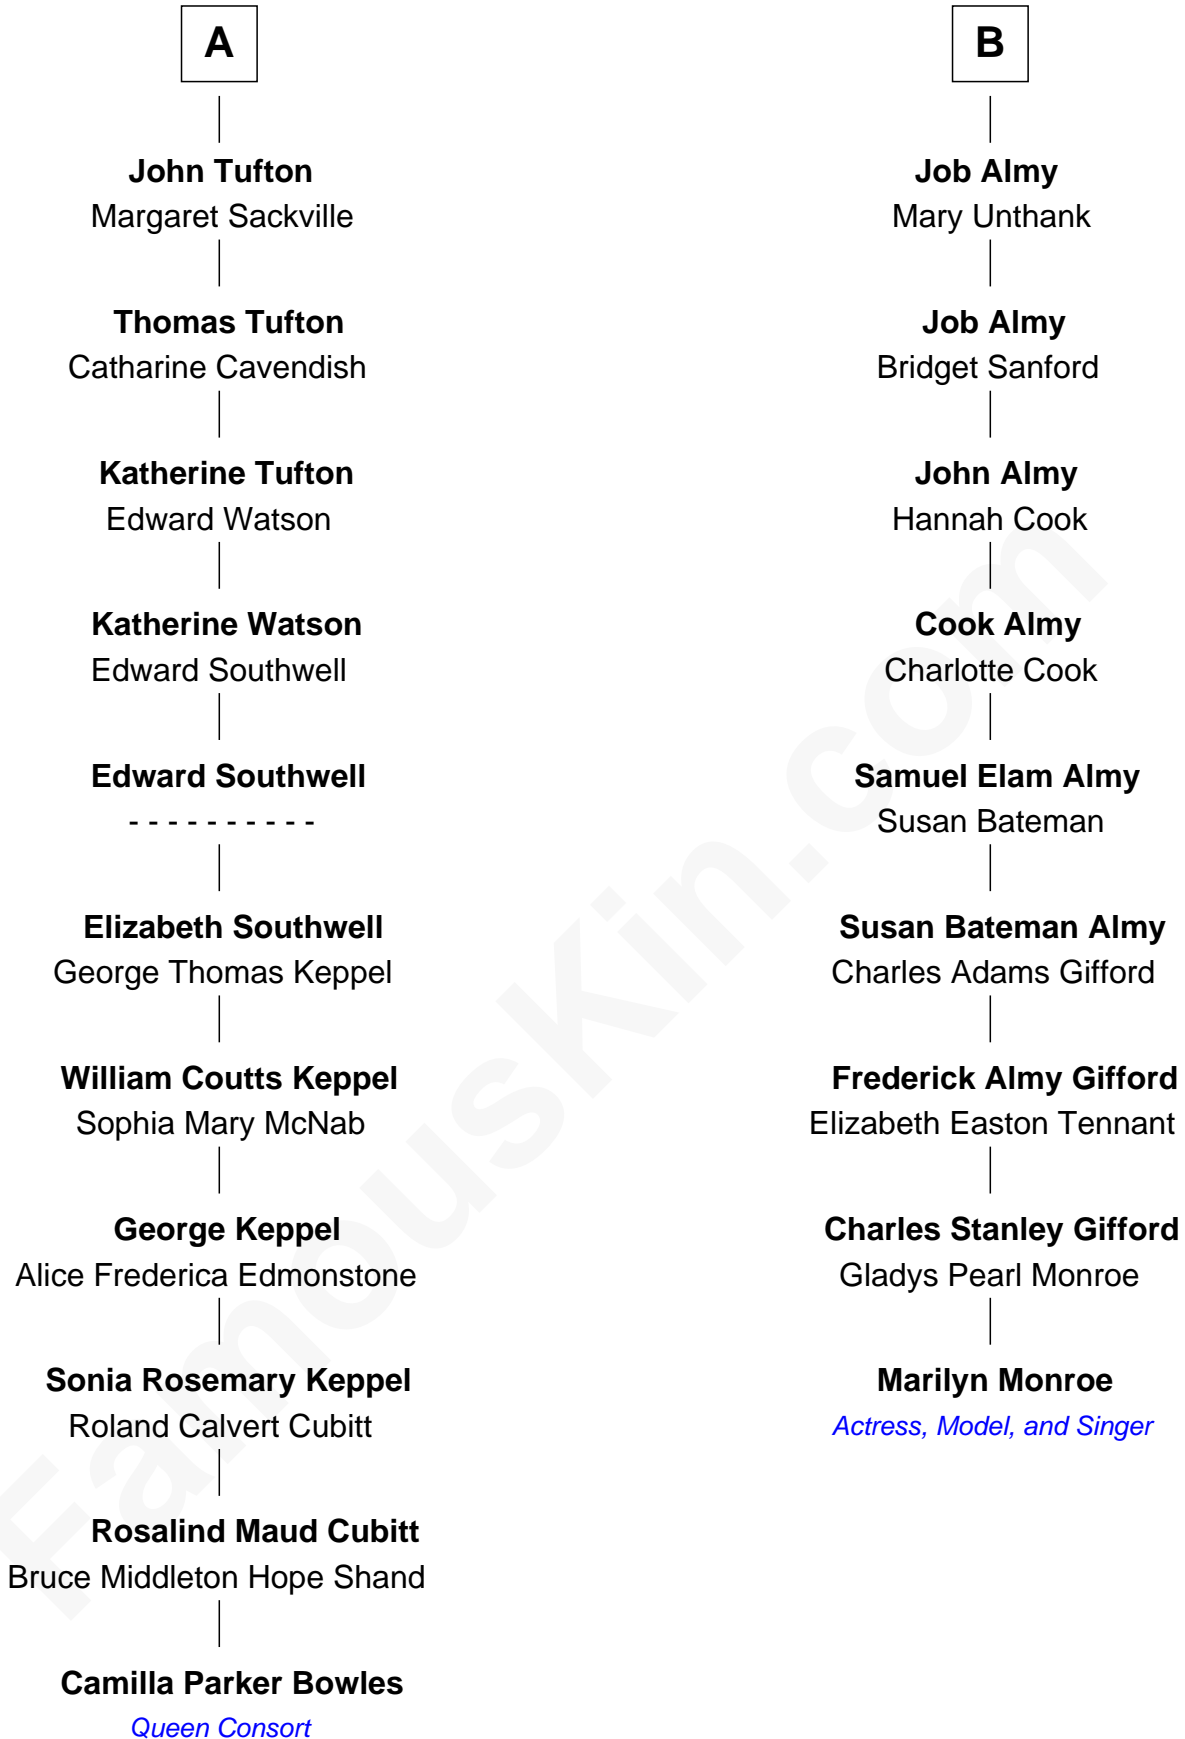 A
John Tufton
Margaret Sackville
Thomas Tufton
Catharine Cavendish
Katherine Tufton
Edward Watson
Katherine Watson
Edward Southwell
Edward Southwell
- - - - - - - - - -
Elizabeth Southwell
George Thomas Keppel
William Coutts Keppel
Sophia Mary McNab
George Keppel
Alice Frederica Edmonstone
Sonia Rosemary Keppel
Roland Calvert Cubitt
Rosalind Maud Cubitt
Bruce Middleton Hope Shand
Camilla Parker Bowles
Queen Consort
B
Job Almy
Mary Unthank
Job Almy
Bridget Sanford
John Almy
Hannah Cook
Cook Almy
Charlotte Cook
Samuel Elam Almy
Susan Bateman
Susan Bateman Almy
Charles Adams Gifford
Frederick Almy Gifford
Elizabeth Easton Tennant
Charles Stanley Gifford
Gladys Pearl Monroe
Marilyn Monroe
Actress, Model, and Singer
FamousKin.com